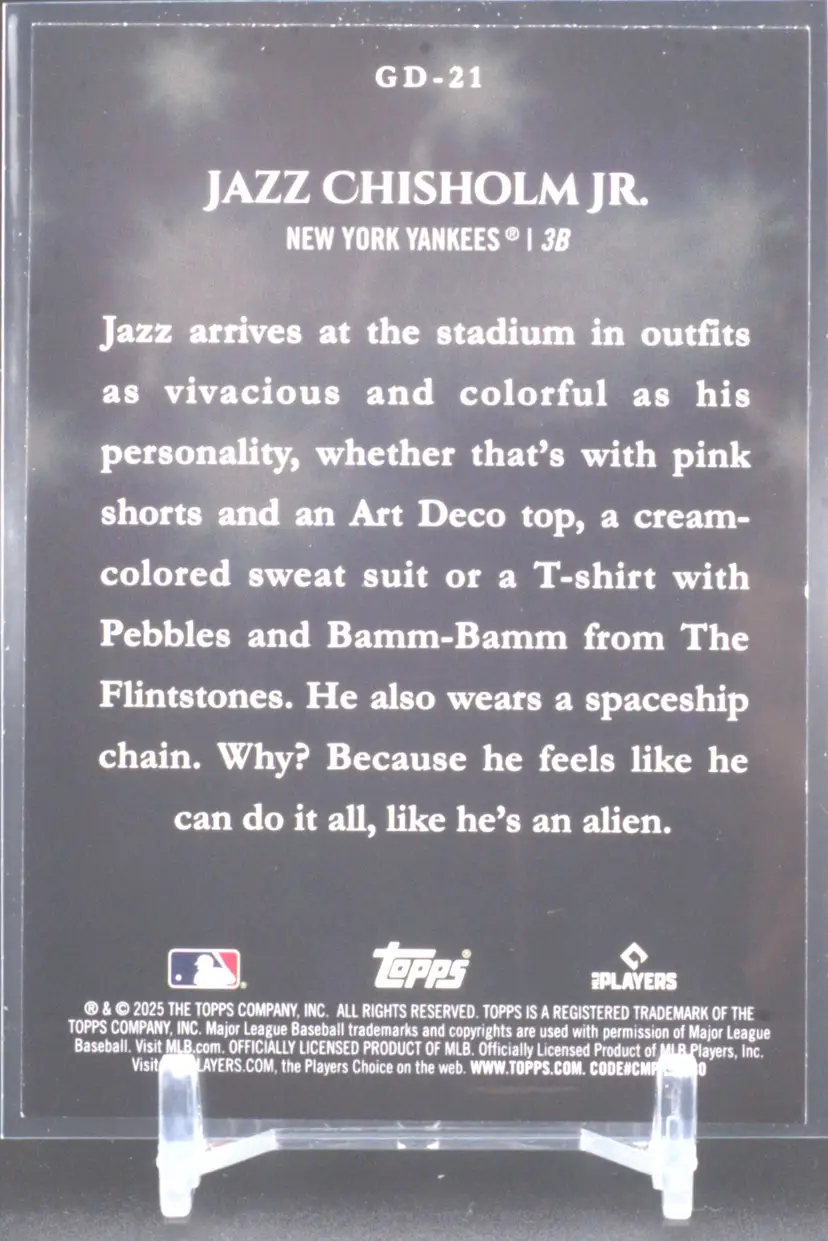 GD-21
JAZZ CHISHOLM JR.
NEW YORK YANKEES® | 3B
Jazz arrives at the stadium in outfits
as vivacious and colorful as his
personality, whether that's with pink
shorts and an Art Deco top, a cream-
colored sweat suit or a T-shirt with
Pebbles and Bamm-Bamm from The
Flintstones. He also wears a spaceship
chain. Why? Because he feels like he
can do it all, like he's an alien.
Topps®
PLAYERS
® & © 2025 THE TOPPS COMPANY, INC. ALL RIGHTS RESERVED. TOPPS IS A REGISTERED TRADEMARK OF THE
TOPPS COMPANY, INC. Major League Baseball trademarks and copyrights are used with permission of Major League
Baseball. Visit MLB.com. OFFICIALLY LICENSED PRODUCT OF MLB. Officially Licensed Product of MLB Players, Inc.
Visit LAYERS.COM, the Players Choice on the web. WWW.TOPPS.COM.